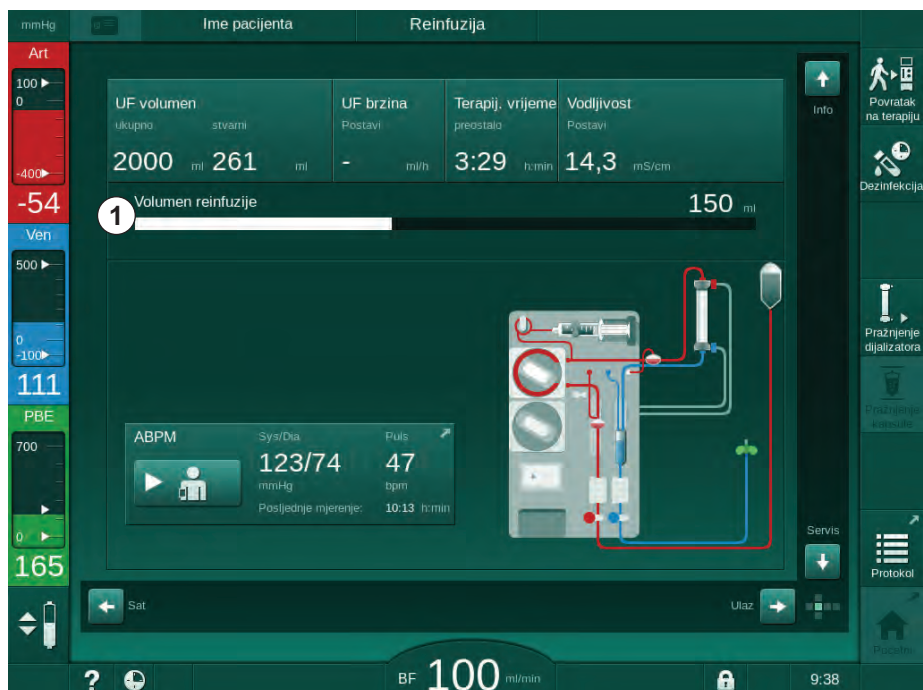 mmHg
Ime pacijenta
Reinfuzija
Art
100
0
-400
-54
Ven
500
0
-100
111
PBE
700
0
165
UF volumen
ukupno stvarni
2000 ml 261 ml
UF brzina
Postavi
- ml/h
Terapij. vrijeme
preostalo
3:29 h:min
Vodljivost
Postavi
14,3 mS/cm
1
Volumen reinfuzije
150 ml
ABPM
Sys/Dia
Puls
123/74
47
mmHg
bpm
Posljednje mjerenje: 10:13 h:min
Info
Servis
Sat
Ulaz
Povratak
na terapiju
Dezinfekcija
Pražnjenje
dijalizatora
Pražnjenje
kapsule
Protokol
Početni
?
BF 100 ml/min
9:38